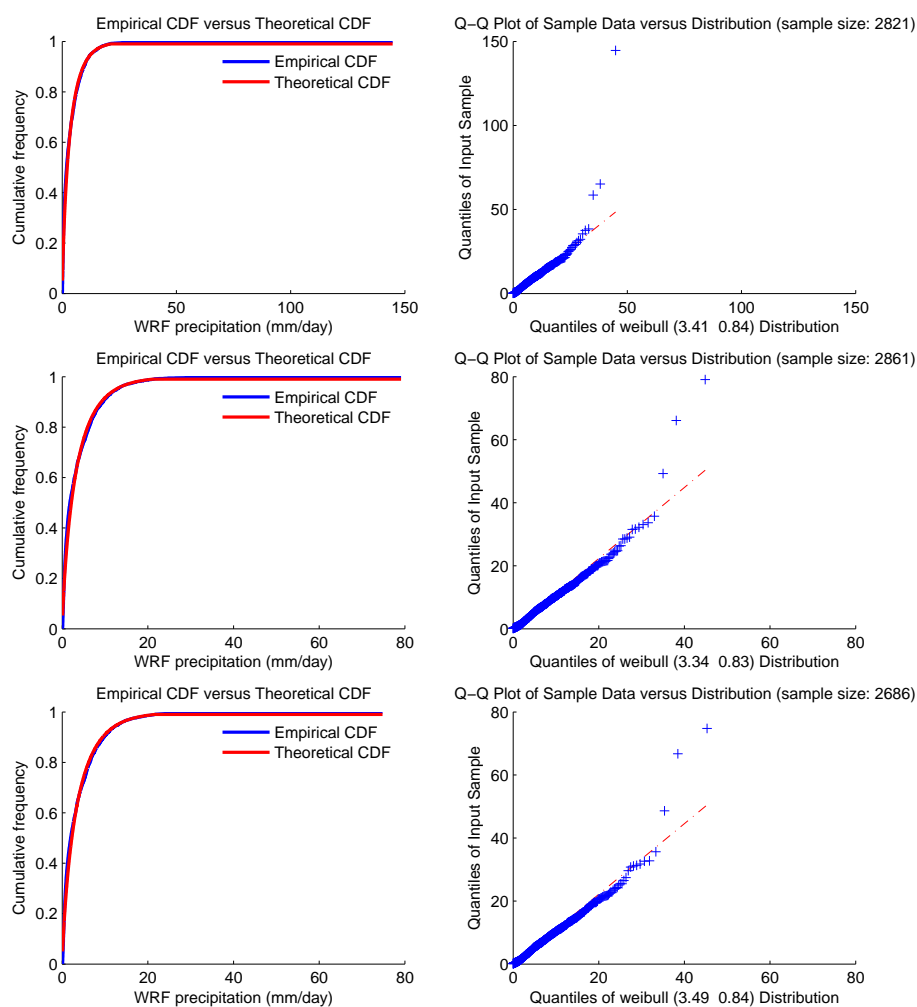 Empirical CDF versus Theoretical CDF
1
0.8
0.6
0.4
0.2
0
Cumulative frequency
Empirical CDF
Theoretical CDF
0
50
100
150
WRF precipitation (mm/day)
Q−Q Plot of Sample Data versus Distribution (sample size: 2821)
150
100
50
0
Quantiles of Input Sample
0
50
100
150
Quantiles of weibull (3.41 0.84) Distribution
Empirical CDF versus Theoretical CDF
1
0.8
0.6
0.4
0.2
0
Cumulative frequency
Empirical CDF
Theoretical CDF
0
20
40
60
80
WRF precipitation (mm/day)
Q−Q Plot of Sample Data versus Distribution (sample size: 2861)
80
60
40
20
0
Quantiles of Input Sample
0
20
40
60
80
Quantiles of weibull (3.34 0.83) Distribution
Empirical CDF versus Theoretical CDF
1
0.8
0.6
0.4
0.2
0
Cumulative frequency
Empirical CDF
Theoretical CDF
0
20
40
60
80
WRF precipitation (mm/day)
Q−Q Plot of Sample Data versus Distribution (sample size: 2686)
80
60
40
20
0
Quantiles of Input Sample
0
20
40
60
80
Quantiles of weibull (3.49 0.84) Distribution